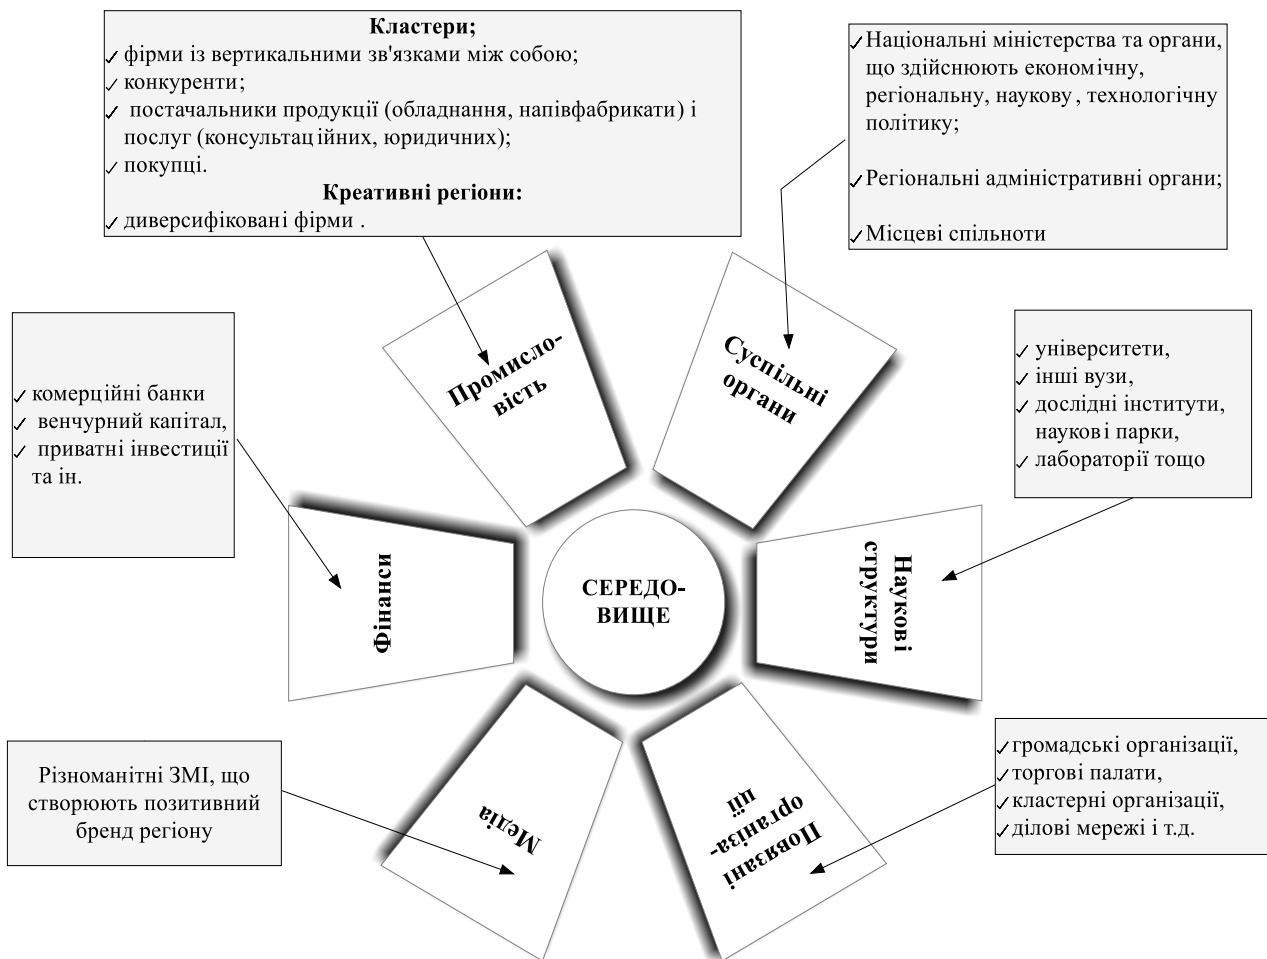 Кластери;
фірми із вертикальними зв'язками між собою;
конкуренти;
постачальники продукції (обладнання, напівфабрикати) і
послуг (консультаційних, юридичних);
покупці.
Креативні регіони:
диверсифіковані фірми .
Національні міністерства та органи,
що здійснюють економічну,
регіональну, наукову, технологічну
політику;
Регіональні адміністративні органи;
Місцеві спільноти
комерційні банки
венчурний капітал,
приватні інвестиції
та ін.
Промисло-
вість
Суспільні
органи
університети,
інші вузи,
дослідні інститути,
наукові парки,
лабораторії тощо
Фінанси
СЕРЕДО-
ВИЩЕ
Наукові
структури
Різноманітні ЗМІ, що
створюють позитивний
бренд регіону
Медіа
Повязані
організа-
ції
громадські організації,
торгові палати,
кластерні організації,
ділові мережі і т.д.